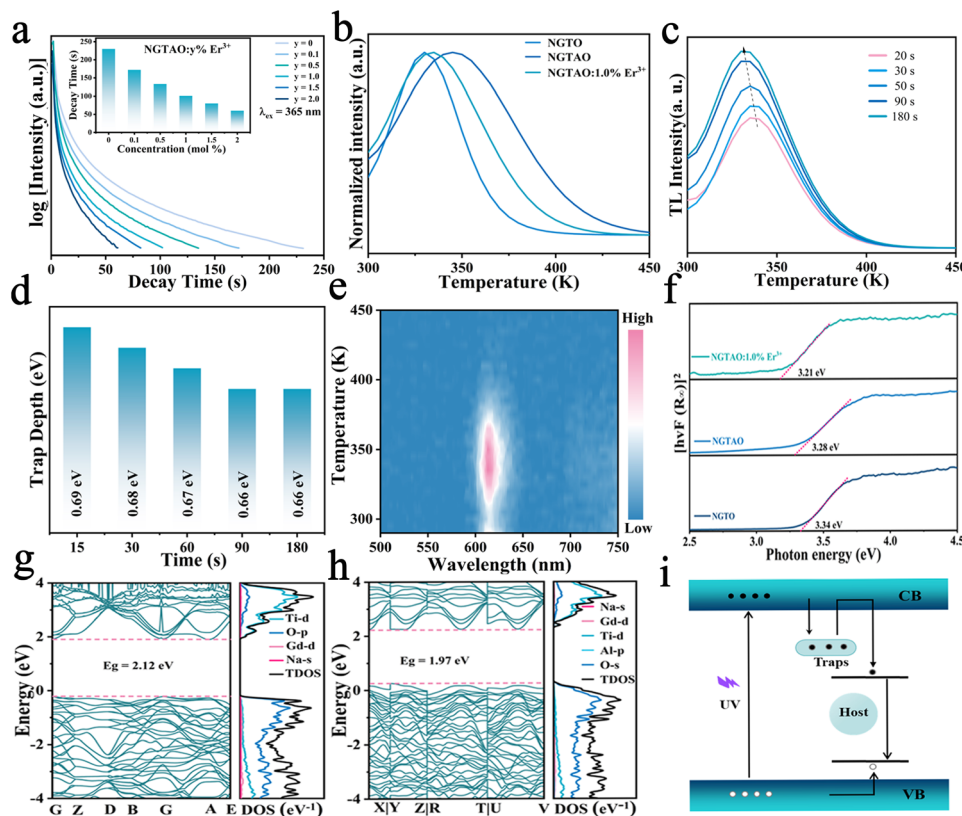 a
log [Intensity (a.u.)]
Decay Time (s)
0 50 100 150 200 250
NGTAO:y% Er³⁺
Decay Time (s)
250
200
150
100
50
0
0 0.1 0.5 1 1.5 2
Concentration (mol %)
y = 0
y = 0.1
y = 0.5
y = 1.0
y = 1.5
y = 2.0
λex = 365 nm
b
Normalized intensity (a.u.)
NGTO
NGTAO
NGTAO:1.0% Er³⁺
300 350 400 450
Temperature (K)
c
TL Intensity(a. u.)
20 s
30 s
50 s
90 s
180 s
300 350 400 450
Temperature (K)
d
Trap Depth (eV)
0.69 eV
0.68 eV
0.67 eV
0.66 eV
0.66 eV
15 30 60 90 180
Time (s)
e
Temperature (K)
450
400
350
300
500 550 600 650 700 750
Wavelength (nm)
High
Low
f
[hvF (R∞)]²
NGTAO:1.0% Er³⁺
3.21 eV
NGTAO
3.28 eV
NGTO
3.34 eV
2.5 3.0 3.5 4.0 4.5
Photon energy (eV)
g
Energy (eV)
4
2
0
−2
−4
Eg = 2.12 eV
G Z D B G A E
Ti-d
O-p
Gd-d
Na-s
TDOS
DOS (eV⁻¹)
h
Energy (eV)
4
2
0
−2
−4
Eg = 1.97 eV
X|Y Z|R T|U V
Na-s
Gd-d
Ti-d
Al-p
O-s
TDOS
DOS (eV⁻¹)
i
CB
Traps
UV
Host
VB